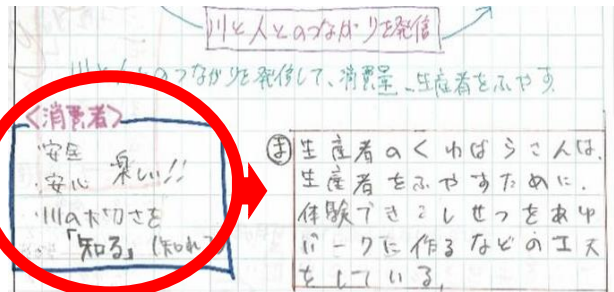 川と人とのつながりを発信
川と人とのつながりを発信して、消費量、生産者をふやす
<消費者>
・安全
・安心 楽しい!!
・川の大切さを
「知る」(知れる)
ま 生産者のくわばらさんは、
生産者をふやすために、
体験できるしせつをあゆ
パークに作るなどの工夫
をしている。